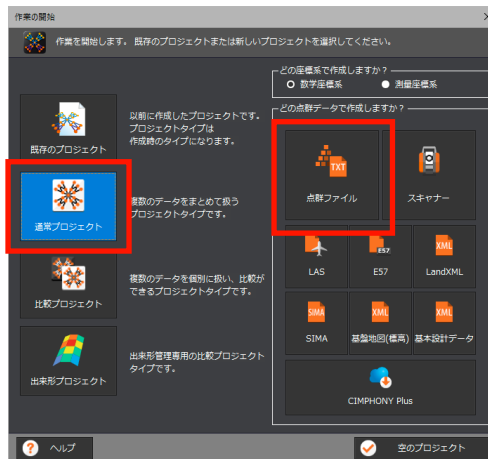 作業の開始
作業を開始します。 既存のプロジェクトまたは新しいプロジェクトを選択してください。
どの座標系で作成しますか？
数学座標系
測量座標系
既存のプロジェクト
以前に作成したプロジェクトです。
プロジェクトタイプは
作成時のタイプになります。
通常プロジェクト
複数のデータをまとめて扱う
プロジェクトタイプです。
比較プロジェクト
複数のデータを個別に扱い、比較が
できるプロジェクトタイプです。
出来形プロジェクト
出来形管理専用の比較プロジェクト
タイプです。
どの点群データで作成しますか？
TXT
点群ファイル
スキャナー
LAS
E57
E57
XML
LandXML
SIMA
SIMA
XML
基盤地図(標高)
XML
基本設計データ
CIMPHONY Plus
? ヘルプ
空のプロジェクト